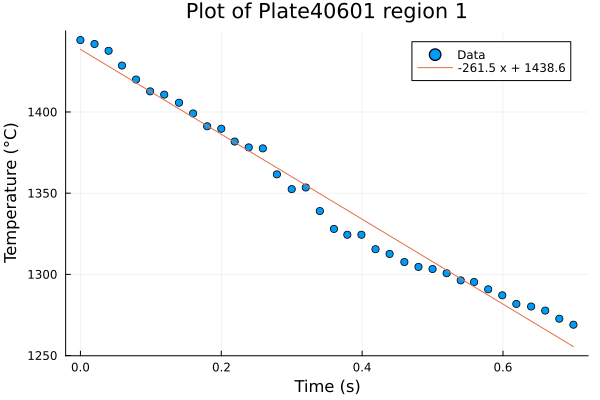 Plot of Plate40601 region 1
Data
-261.5 x + 1438.6
Temperature (°C)
1400
1350
1300
1250
0.0
0.2
0.4
0.6
Time (s)